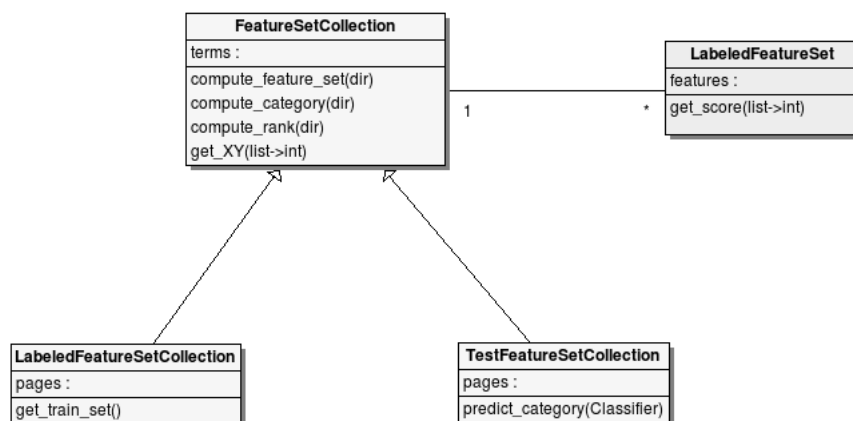 FeatureSetCollection
terms :
compute_feature_set(dir)
compute_category(dir)
compute_rank(dir)
get_XY(list->int)
LabeledFeatureSet
features :
get_score(list->int)
1
*
LabeledFeatureSetCollection
pages :
get_train_set()
TestFeatureSetCollection
pages :
predict_category(Classifier)